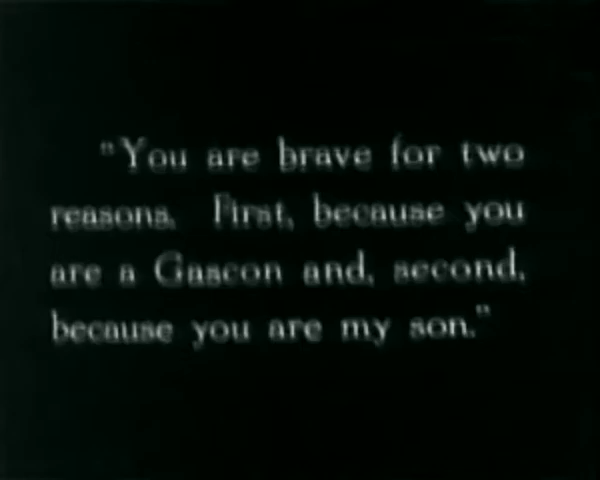 "You are brave for two
reasons. First, because you
are a Gascon and, second,
because you are my son."